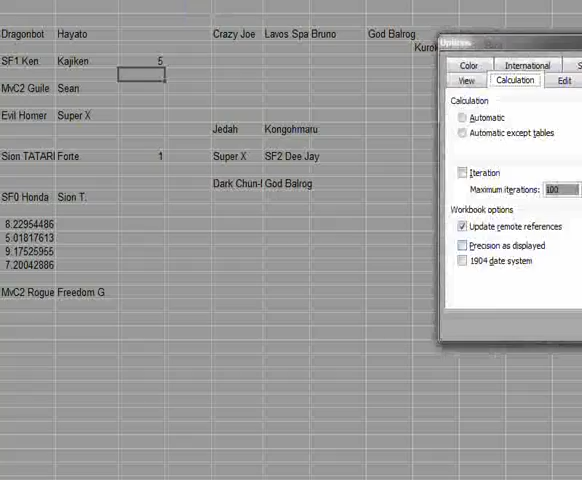 Dragonbot Hayato Crazy Joe Lavos Spa Bruno God Balrog
Kurok
SF1 Ken Kajiken 5
MvC2 Guile Sean
Evil Homer Super X
Jedah Kongohmaru
Sion TATARI Forte 1 Super X SF2 Dee Jay
Dark Chun-l God Balrog
SF0 Honda Sion T.
8.22954486
5.01817613
9.17525955
7.20042886
MvC2 Rogue Freedom G
Options
Color International S
View Calculation Edit
Calculation
Automatic
Automatic except tables
Iteration
Maximum iterations: 100
Workbook options
Update remote references
Precision as displayed
1904 date system